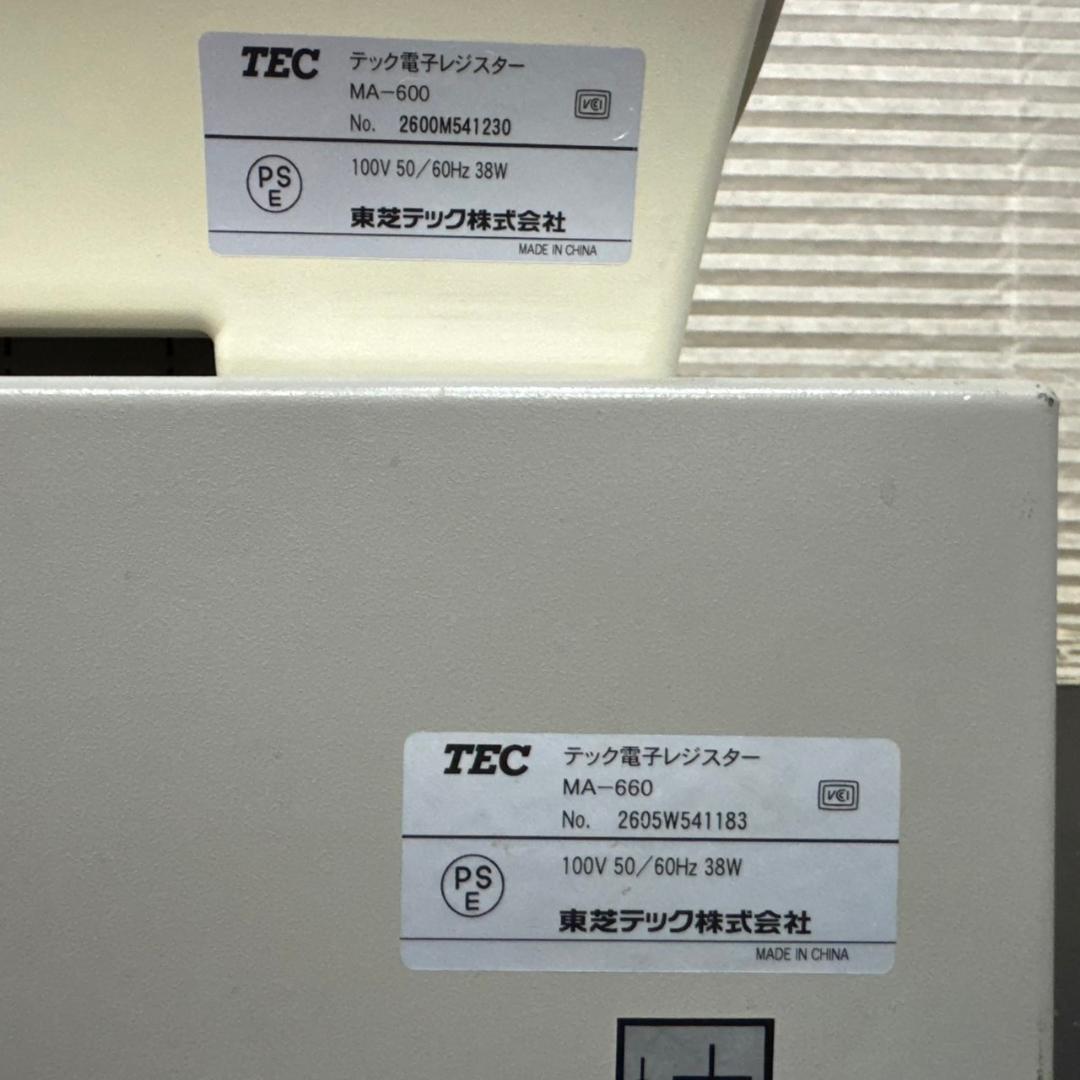 TEC テック電子レジスター
MA-600
VCI
No. 2600M541230
PS
E
100V 50/60Hz 38W
東芝テック株式会社
MADE IN CHINA
TEC テック電子レジスター
MA-660
VCI
No. 2605W541183
PS
E
100V 50/60Hz 38W
東芝テック株式会社
MADE IN CHINA